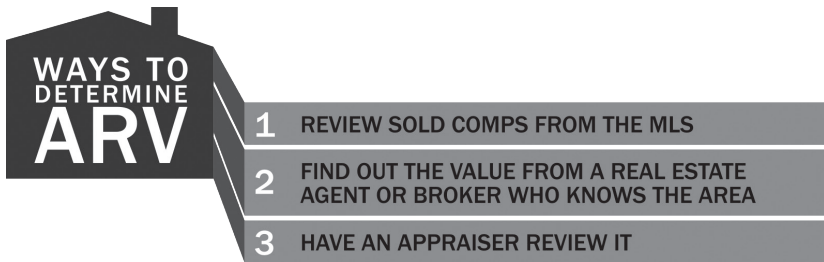 WAYS TO
DETERMINE
ARV
1 REVIEW SOLD COMPS FROM THE MLS
2 FIND OUT THE VALUE FROM A REAL ESTATE
AGENT OR BROKER WHO KNOWS THE AREA
3 HAVE AN APPRAISER REVIEW IT